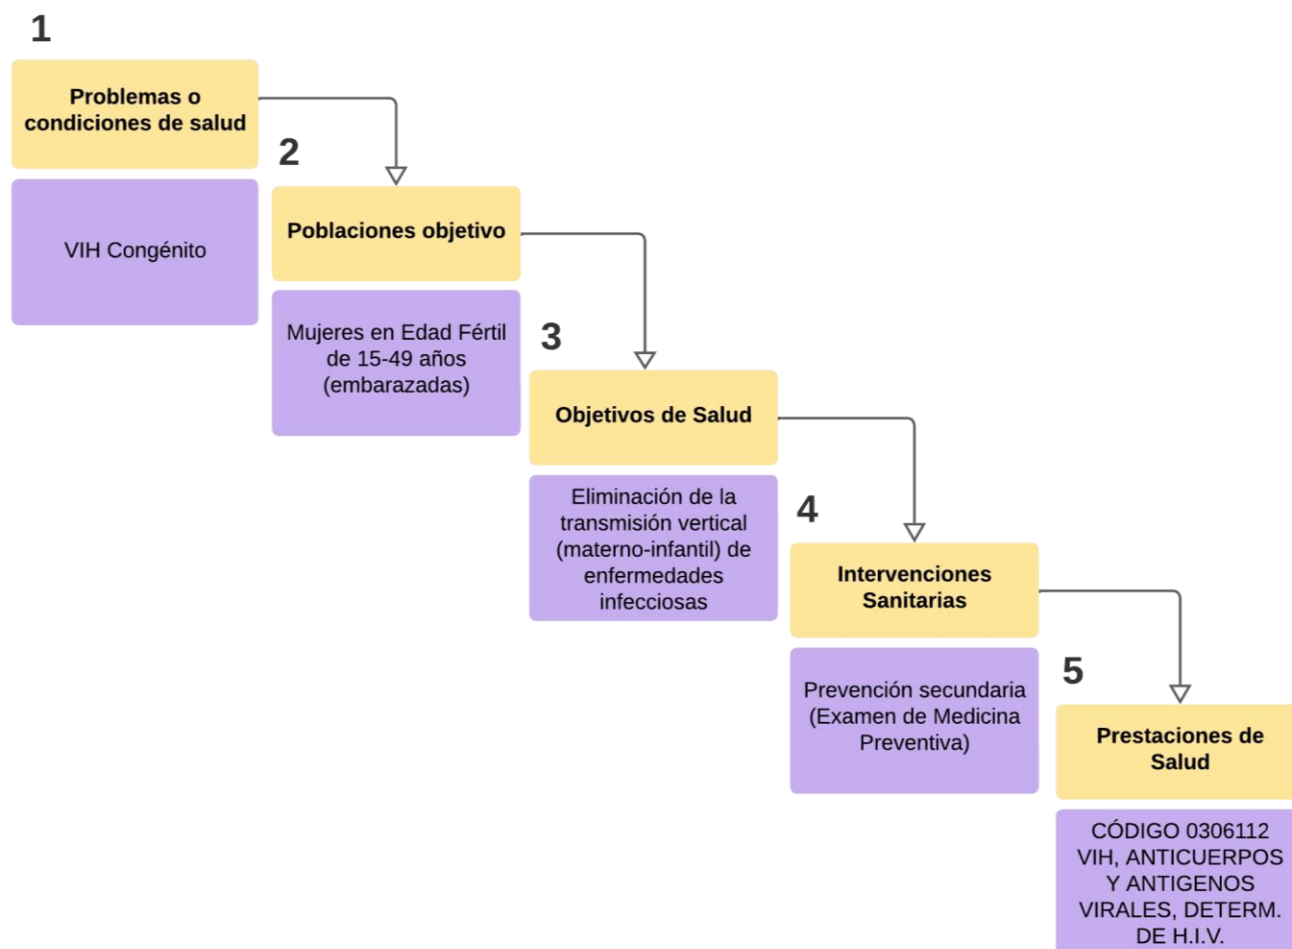 1
Problemas o
condiciones de salud
VIH Congénito
2
Poblaciones objetivo
Mujeres en Edad Fértil
de 15-49 años
(embarazadas)
3
Objetivos de Salud
Eliminación de la
transmisión vertical
(materno-infantil) de
enfermedades
infecciosas
4
Intervenciones
Sanitarias
Prevención secundaria
(Examen de Medicina
Preventiva)
5
Prestaciones de
Salud
CÓDIGO 0306112
VIH, ANTICUERPOS
Y ANTIGENOS
VIRALES, DETERM.
DE H.I.V.